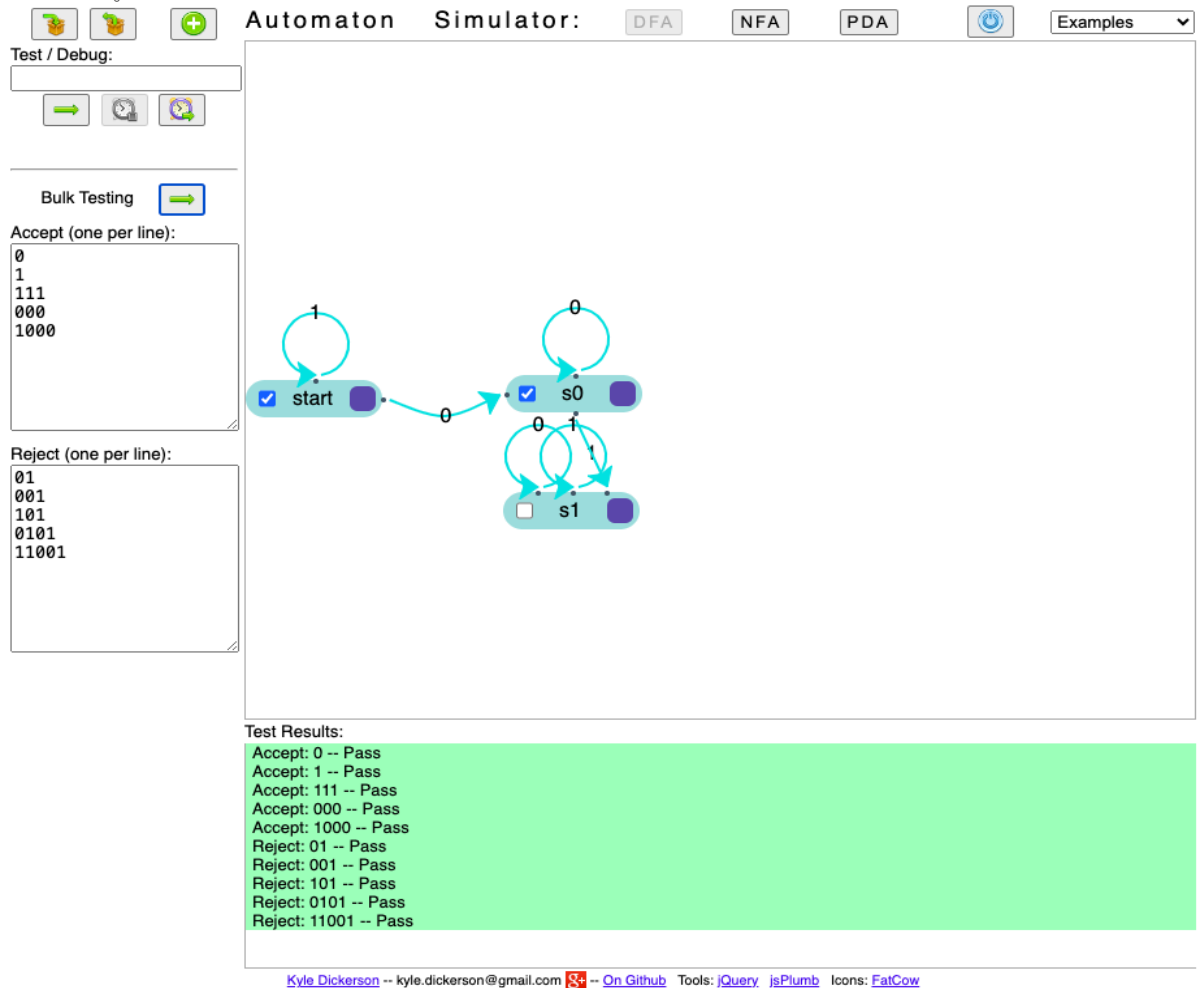 Automaton Simulator: DFA NFA PDA Examples
Test / Debug:
Bulk Testing
Accept (one per line):
0
1
111
000
1000
Reject (one per line):
01
001
101
0101
11001
1
0
start
0
s0
0
1
1
s1
Test Results:
Accept: 0 -- Pass
Accept: 1 -- Pass
Accept: 111 -- Pass
Accept: 000 -- Pass
Accept: 1000 -- Pass
Reject: 01 -- Pass
Reject: 001 -- Pass
Reject: 101 -- Pass
Reject: 0101 -- Pass
Reject: 11001 -- Pass
Kyle Dickerson -- kyle.dickerson@gmail.com g+ -- On Github Tools: jQuery jsPlumb Icons: FatCow